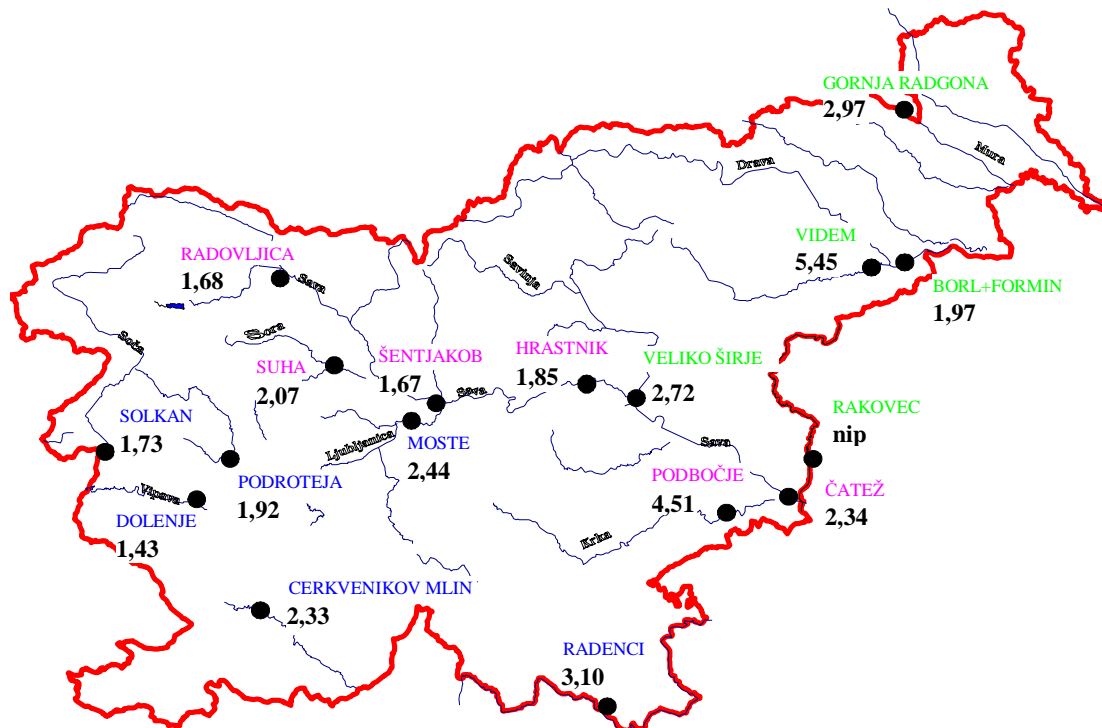 GORNJA RADGONA
2,97
Mura
Drava
VIDEM
5,45
BORL+FORMIN
1,97
RADOVLJICA
1,68
Sava
Savinja
Soča
Sora
SUHA
2,07
ŠENTJAKOB
1,67
Sava
HRASTNIK
1,85
VELIKO ŠIRJE
2,72
RAKOVEC
nip
SOLKAN
1,73
Ljubljanica
MOSTE
2,44
Sava
PODROTEJA
1,92
PODBOČJE
4,51
ČATEŽ
2,34
Vipava
DOLENJE
1,43
Krka
CERKVENIKOV MLIN
2,33
RADENCI
3,10